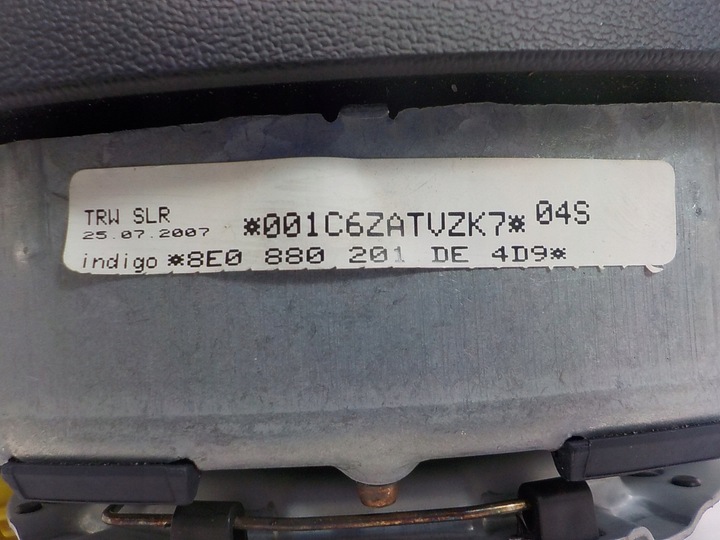 TRW SLR
25.07.2007
*001C6ZATVZK7* 04S
indigo *8E0 880 201 DE 4D9*